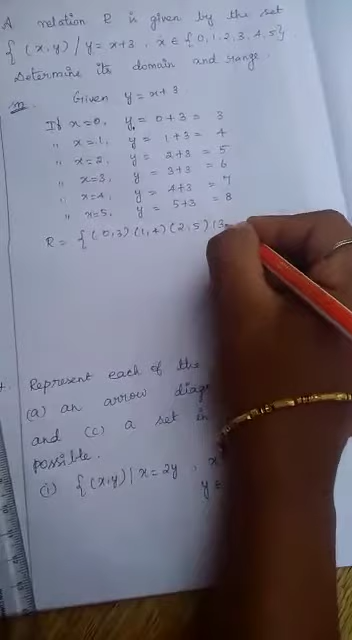 A relation R is given by the set
{ (x,y) / y = x+3, x ∈ { 0, 1, 2, 3, 4, 5}}
Determine its domain and range.
Given y = x+3
If x=0, y = 0+3 = 3
" x=1, y = 1+3 = 4
" x=2, y = 2+3 = 5
" x=3, y = 3+3 = 6
" x=4, y = 4+3 = 7
" x=5, y = 5+3 = 8
R = { (0,3) (1,4) (2,5) (3
Represent each of the
(a) an arrow diag
and (c) a set in
possible.
(i) {(x,y) | x = 2y , x
y ∈